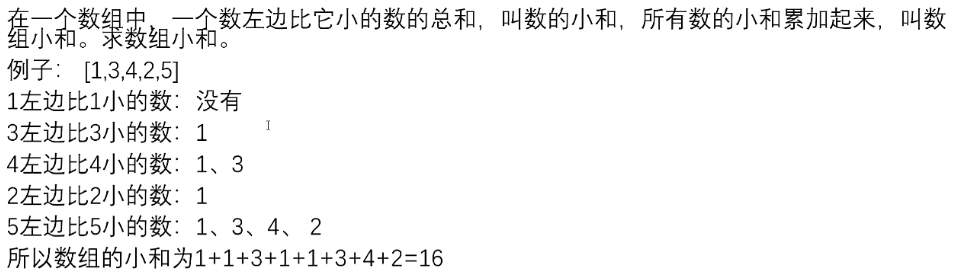 在一个数组中，一个数左边比它小的数的总和，叫数的小和，所有数的小和累加起来，叫数
组小和。求数组小和。
例子： [1,3,4,2,5]
1左边比1小的数：没有
3左边比3小的数：1
4左边比4小的数：1、3
2左边比2小的数：1
5左边比5小的数：1、3、4、 2
所以数组的小和为1+1+3+1+1+3+4+2=16